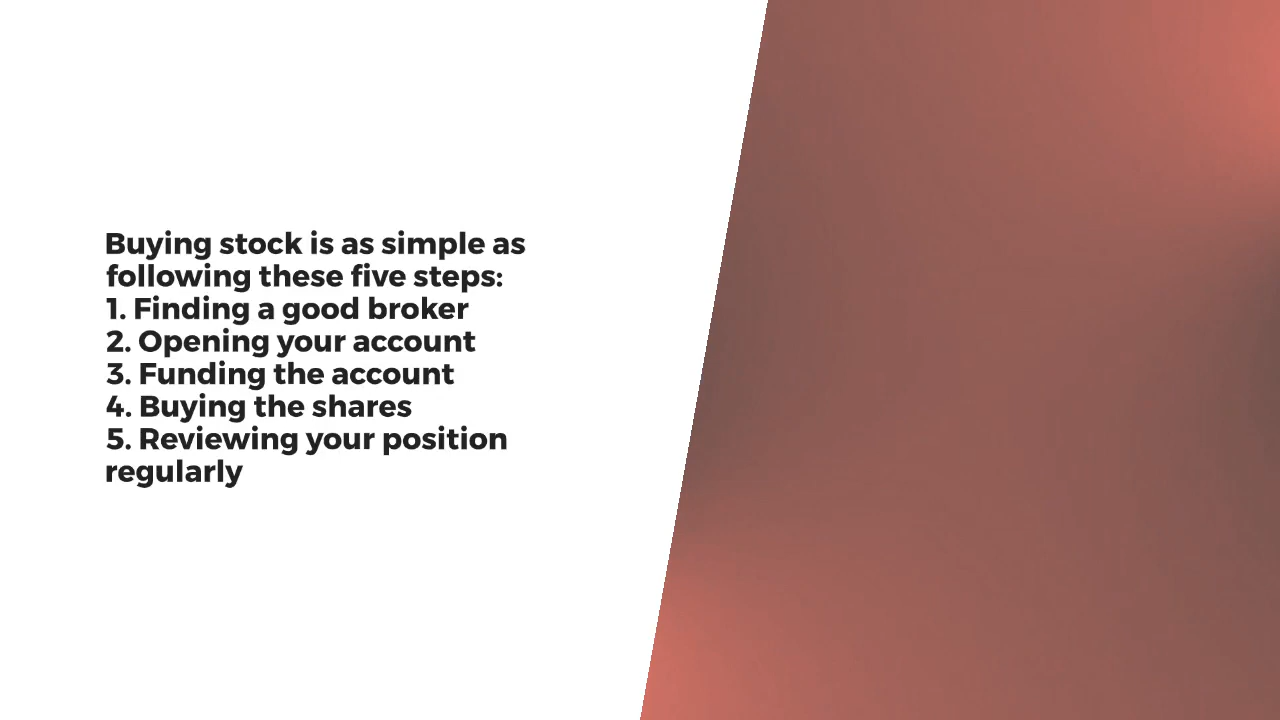 Buying stock is as simple as
following these five steps:
1. Finding a good broker
2. Opening your account
3. Funding the account
4. Buying the shares
5. Reviewing your position
regularly